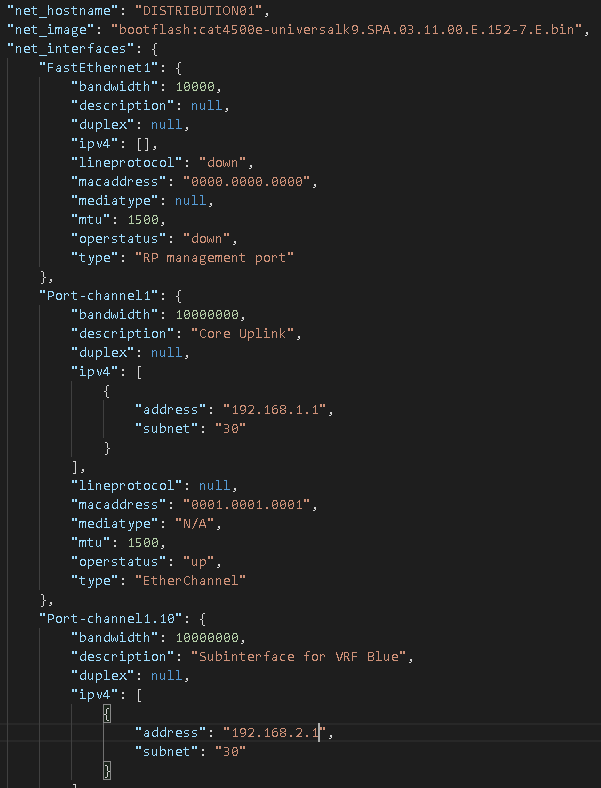 "net_hostname": "DISTRIBUTION01",
"net_image": "bootflash:cat4500e-universalk9.SPA.03.11.00.E.152-7.E.bin",
"net_interfaces": {
"FastEthernet1": {
"bandwidth": 10000,
"description": null,
"duplex": null,
"ipv4": [],
"lineprotocol": "down",
"macaddress": "0000.0000.0000",
"mediatype": null,
"mtu": 1500,
"operstatus": "down",
"type": "RP management port"
},
"Port-channel1": {
"bandwidth": 10000000,
"description": "Core Uplink",
"duplex": null,
"ipv4": [
{
"address": "192.168.1.1",
"subnet": "30"
}
],
"lineprotocol": null,
"macaddress": "0001.0001.0001",
"mediatype": "N/A",
"mtu": 1500,
"operstatus": "up",
"type": "EtherChannel"
},
"Port-channel1.10": {
"bandwidth": 10000000,
"description": "Subinterface for VRF Blue",
"duplex": null,
"ipv4": [
{
"address": "192.168.2.1",
"subnet": "30"
}